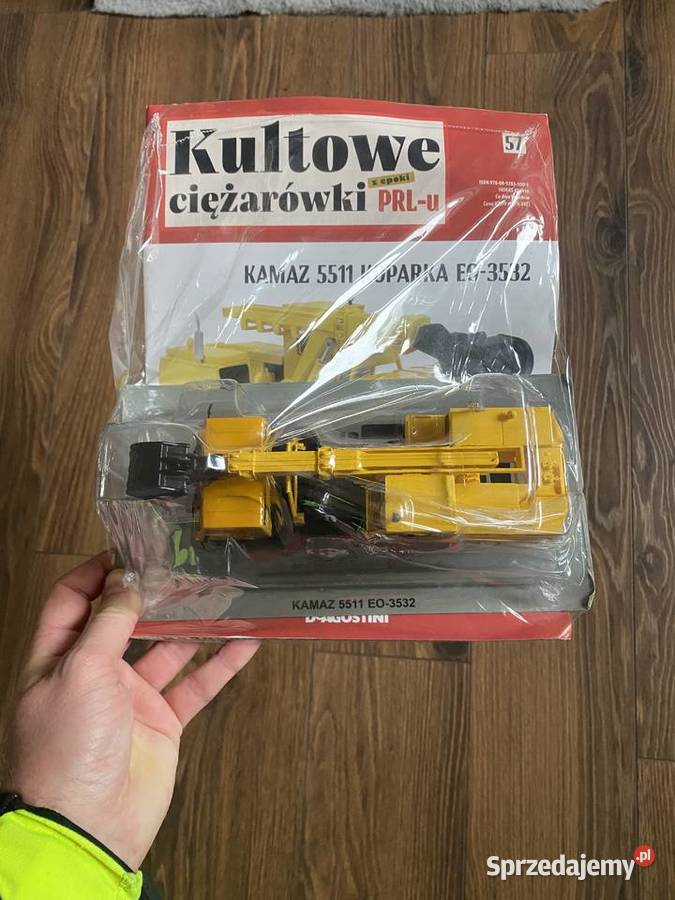 Kultowe
z epoki
ciężarówki PRL-u
57
KAMAZ 5511 KOPARKA EO-3532
KAMAZ 5511 EO-3532
DeAGOSTINI
Sprzedajemy.pl